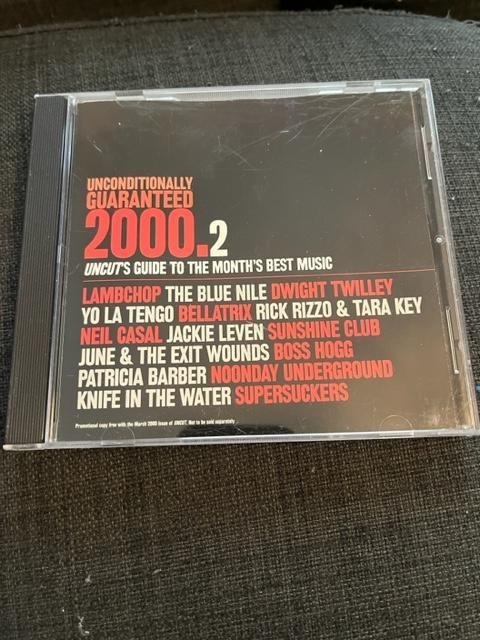 UNCONDITIONALLY
GUARANTEED
2000.2
UNCUT'S GUIDE TO THE MONTH'S BEST MUSIC
LAMBCHOP THE BLUE NILE DWIGHT TWILLEY
YO LA TENGO BELLATRIX RICK RIZZO & TARA KEY
NEIL CASAL JACKIE LEVEN SUNSHINE CLUB
JUNE & THE EXIT WOUNDS BOSS HOGG
PATRICIA BARBER NOONDAY UNDERGROUND
KNIFE IN THE WATER SUPERSUCKERS
Promotional copy free with the March 2000 issue of UNCUT. Not to be sold separately